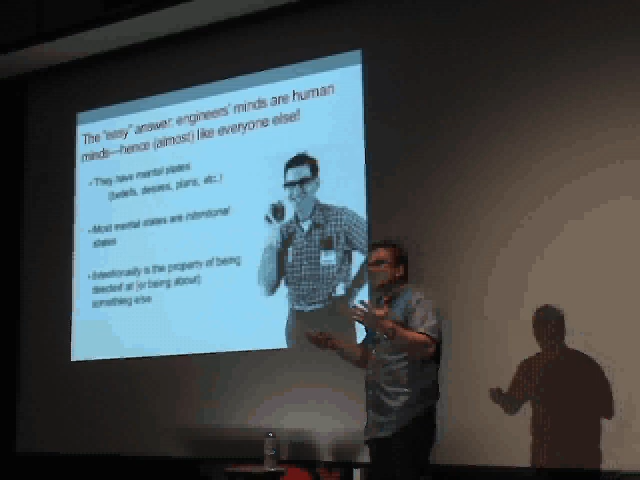 The "easy" answer: engineers' minds are human
minds—hence (almost) like everyone else!
•They have mental states
(beliefs, desires, plans, etc.)
•Most mental states are intentional
states
•Intentionality is the property of being
directed at (or being about)
something else